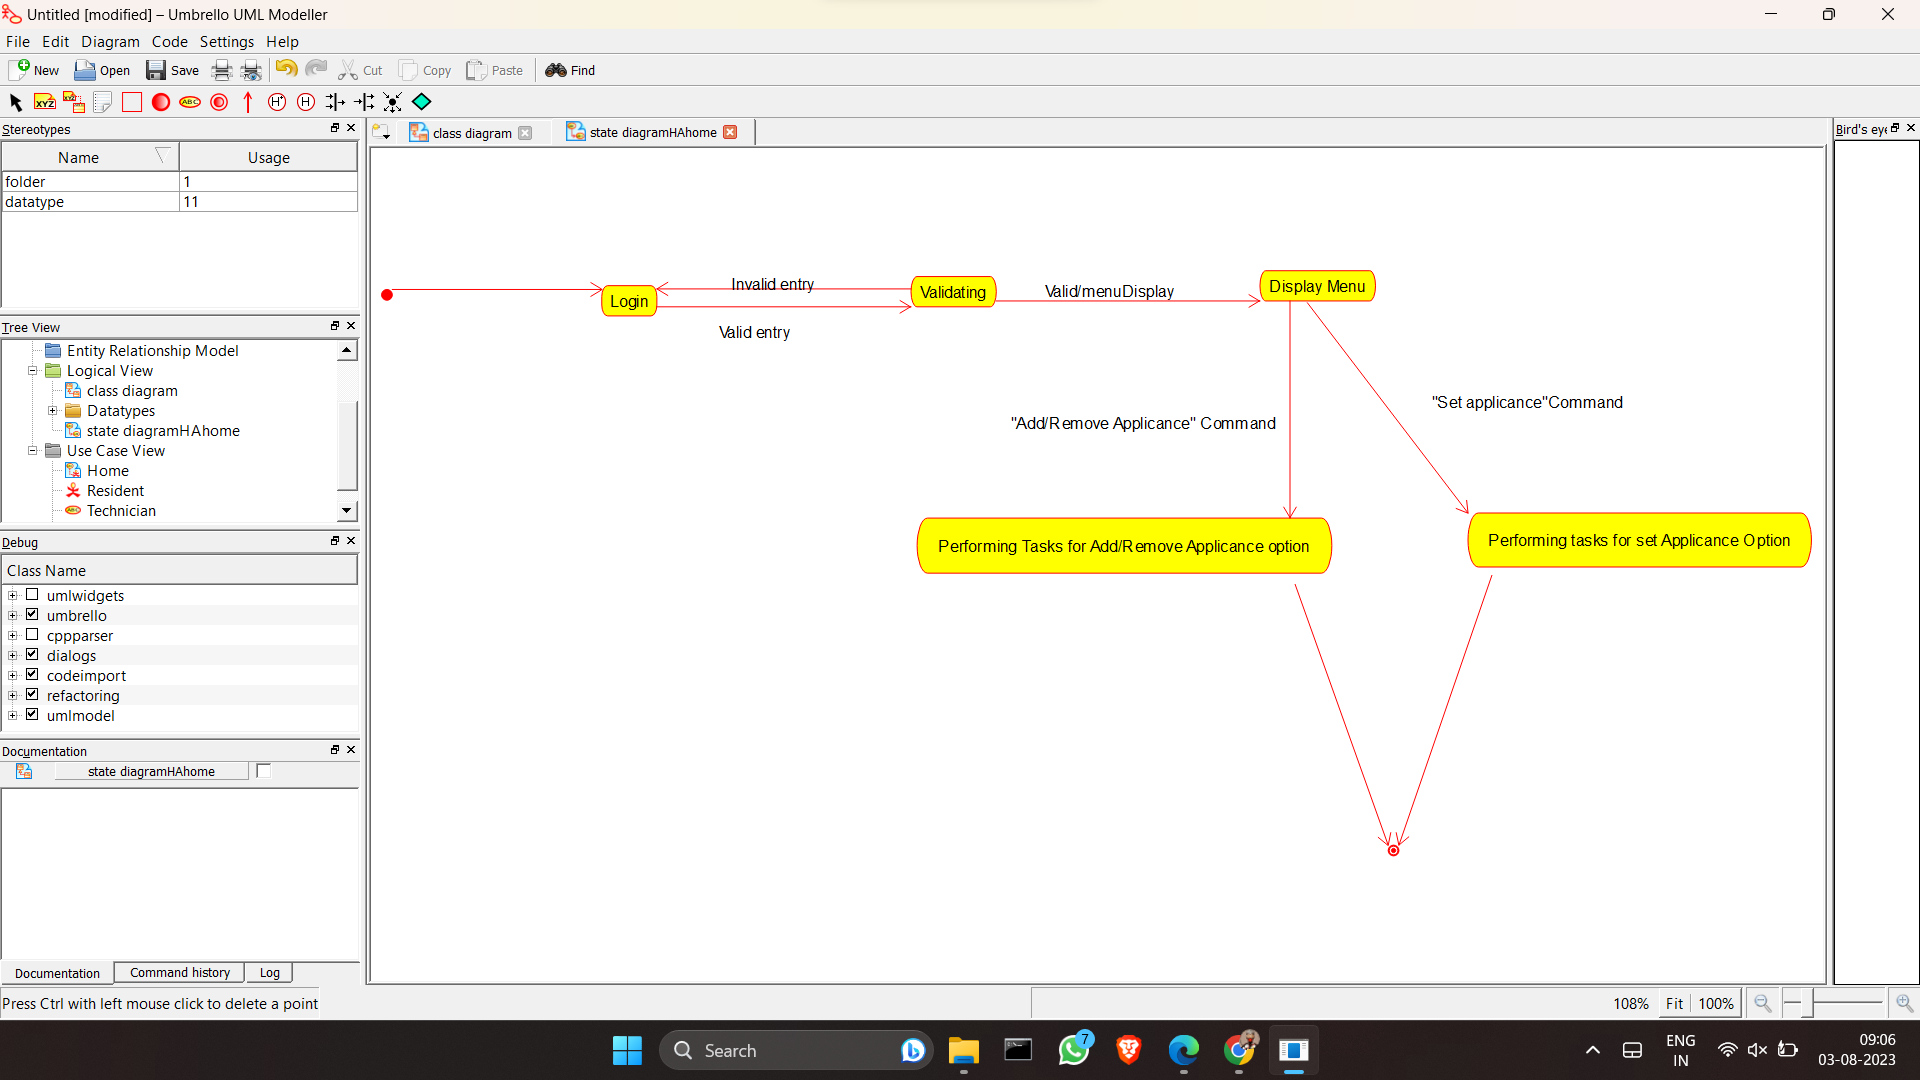 Untitled [modified] – Umbrello UML Modeller
File Edit Diagram Code Settings Help
New Open Save Cut Copy Paste Find
XYZ XYZ ABC H* H
Stereotypes
Name Usage
folder 1
datatype 11
Tree View
Entity Relationship Model
Logical View
class diagram
Datatypes
state diagramHAhome
Use Case View
Home
Resident
ABC Technician
Debug
Class Name
umlwidgets
umbrello
cppparser
dialogs
codeimport
refactoring
umlmodel
Documentation
state diagramHAhome
Documentation Command history Log
Press Ctrl with left mouse click to delete a point
class diagram state diagramHAhome
Bird's eye
Login
Invalid entry
Valid entry
Validating
Valid/menuDisplay
Display Menu
"Add/Remove Applicance" Command
"Set applicance"Command
Performing Tasks for Add/Remove Applicance option
Performing tasks for set Applicance Option
108% Fit 100%
Search
7
ENG
IN
09:06
03-08-2023